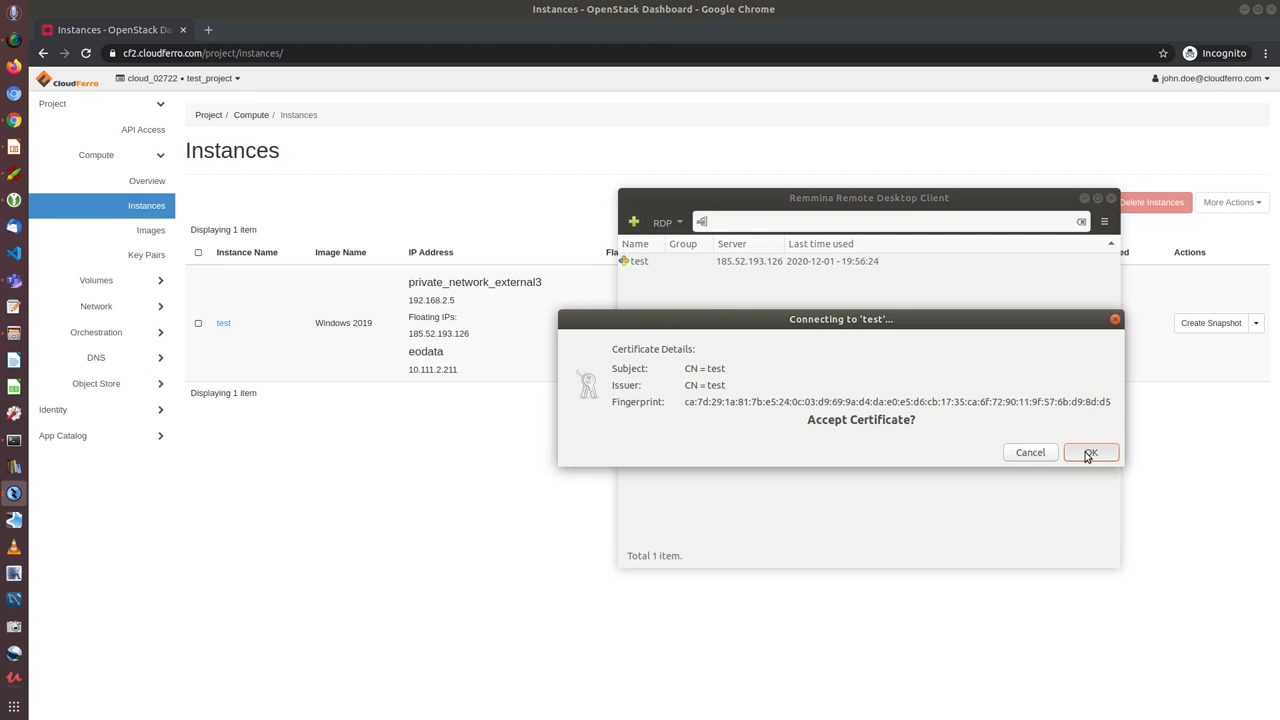 Instances - OpenStack Dashboard - Google Chrome
Instances - OpenStack Da
cf2.cloudferro.com/project/instances/
Incognito
CloudFerro
cloud_02722 • test_project
john.doe@cloudferro.com
Project
API Access
Compute
Overview
Instances
Images
Key Pairs
Volumes
Network
Orchestration
DNS
Object Store
Identity
App Catalog
Project / Compute / Instances
Instances
Delete Instances
More Actions
Displaying 1 item
Instance Name
Image Name
IP Address
Fla
ed
Actions
test
Windows 2019
private_network_external3
192.168.2.5
Floating IPs:
185.52.193.126
eodata
10.111.2.211
Create Snapshot
Displaying 1 item
Remmina Remote Desktop Client
RDP
Name
Group
Server
Last time used
test
185.52.193.126
2020-12-01 - 19:56:24
Connecting to 'test'...
Certificate Details:
Subject: CN = test
Issuer: CN = test
Fingerprint: ca:7d:29:1a:81:7b:e5:24:0c:03:d9:69:9a:d4:da:e0:e5:d6:cb:17:35:ca:6f:72:90:11:9f:57:6b:d9:8d:d5
Accept Certificate?
Cancel
OK
Total 1 item.